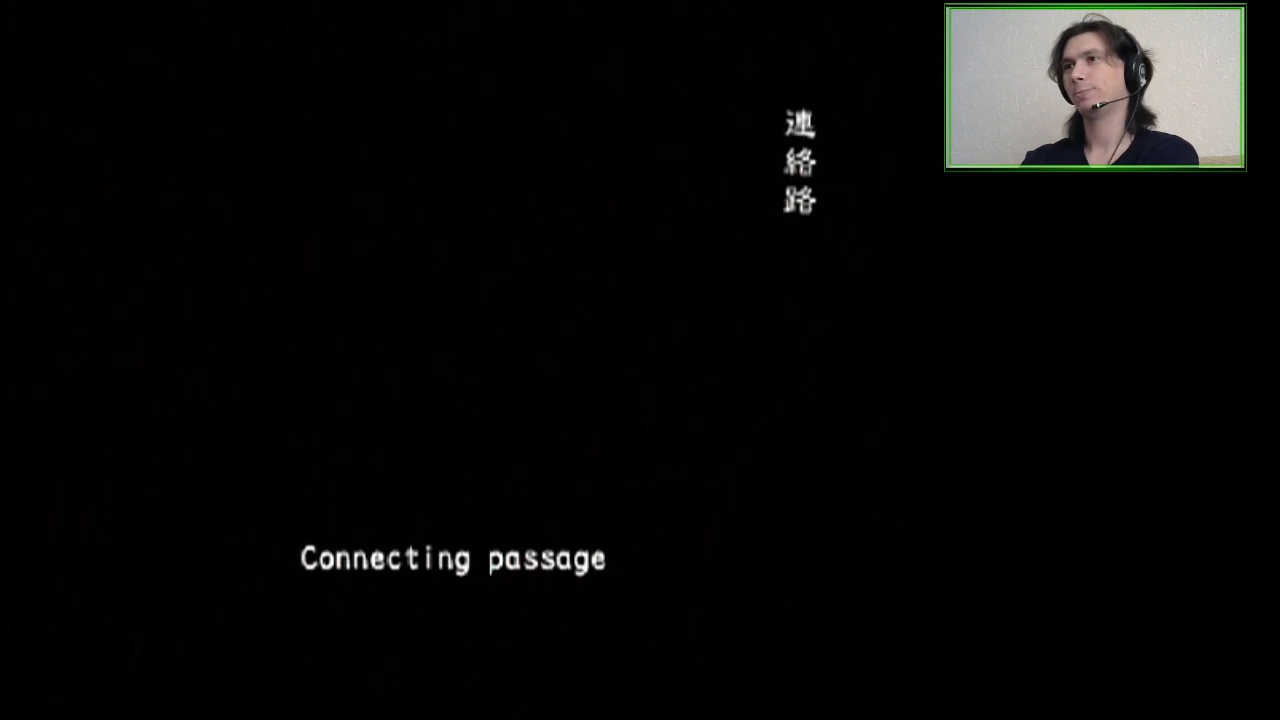 連絡路
Connecting passage